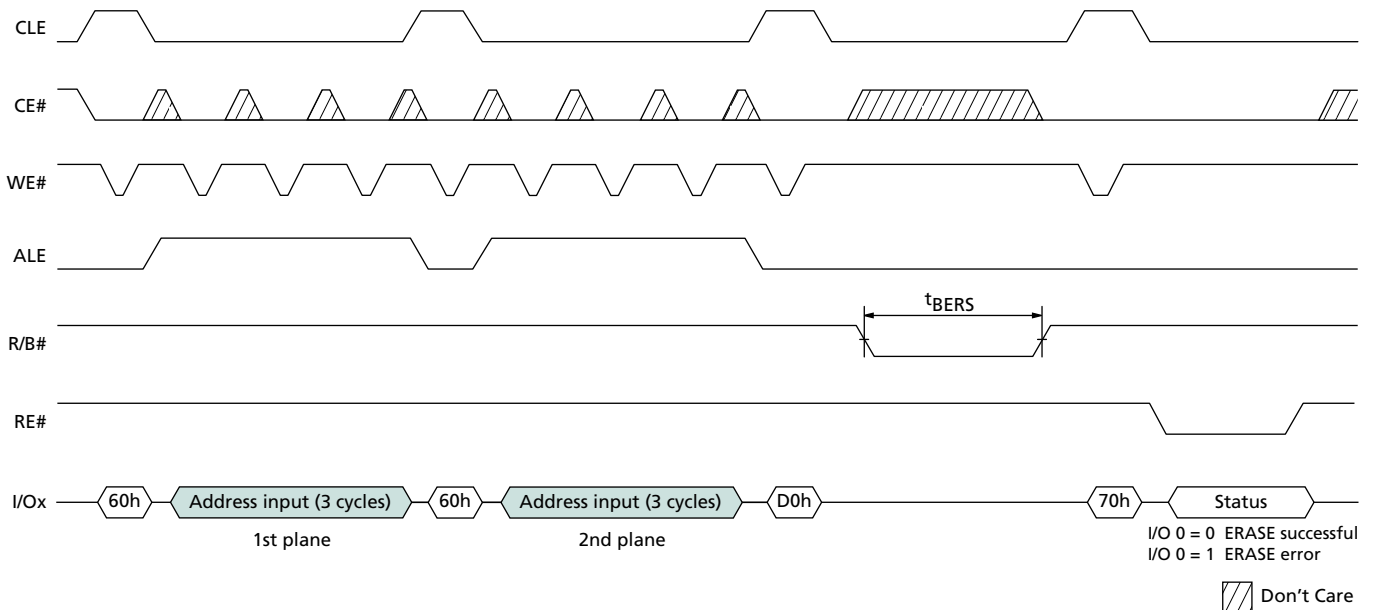 CLE
CE#
WE#
ALE
tBERS
R/B#
RE#
I/Ox 60h Address input (3 cycles) 60h Address input (3 cycles) D0h 70h Status
1st plane 2nd plane
I/O 0 = 0 ERASE successful
I/O 0 = 1 ERASE error
Don't Care